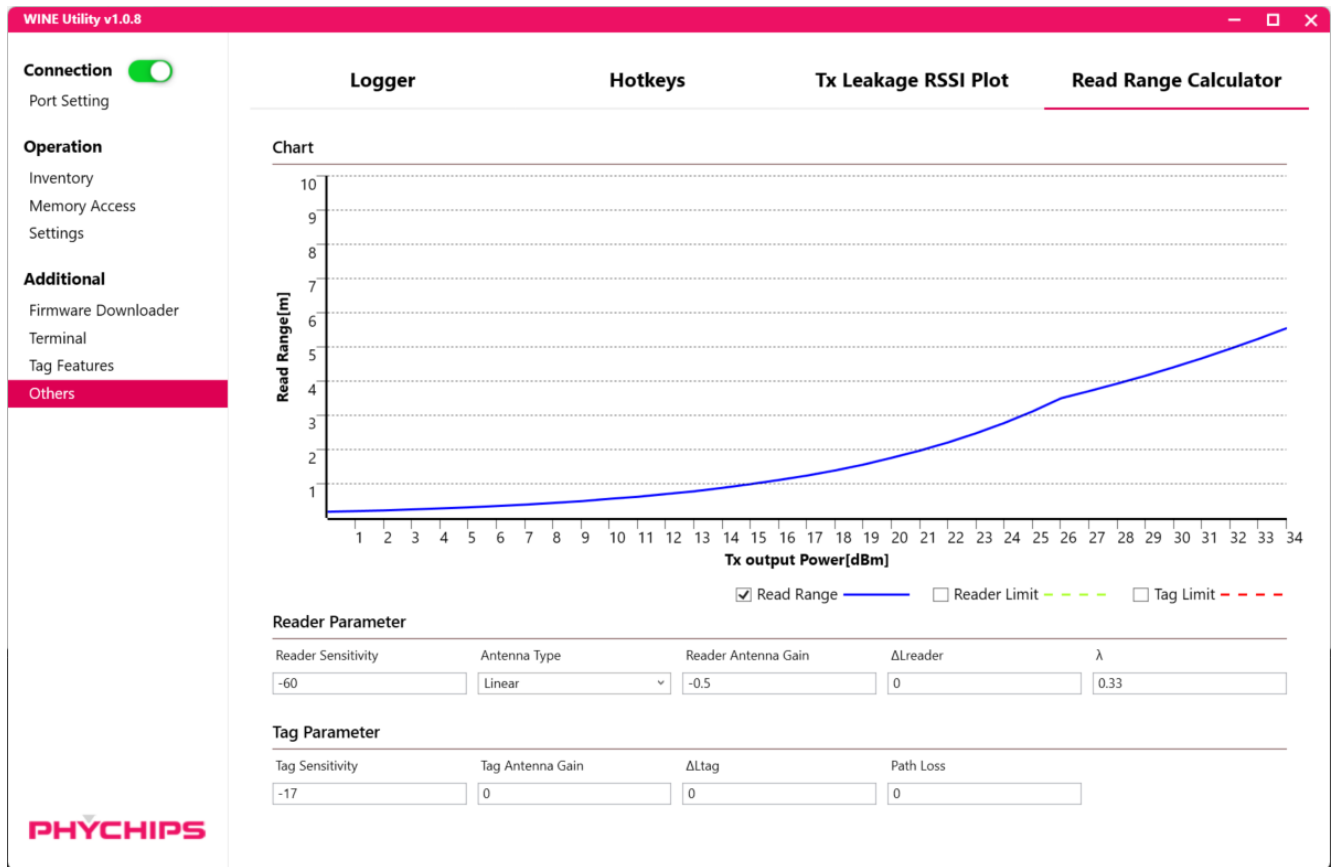 WINE Utility v1.0.8
Connection
Port Setting
Operation
Inventory
Memory Access
Settings
Additional
Firmware Downloader
Terminal
Tag Features
Others
PHYCHIPS
Logger Hotkeys Tx Leakage RSSI Plot Read Range Calculator
Chart
Read Range[m]
10
9
8
7
6
5
4
3
2
1
1 2 3 4 5 6 7 8 9 10 11 12 13 14 15 16 17 18 19 20 21 22 23 24 25 26 27 28 29 30 31 32 33 34
Tx output Power[dBm]
Read Range Reader Limit Tag Limit
Reader Parameter
Reader Sensitivity Antenna Type Reader Antenna Gain ΔLreader λ
-60 Linear -0.5 0 0.33
Tag Parameter
Tag Sensitivity Tag Antenna Gain ΔLtag Path Loss
-17 0 0 0